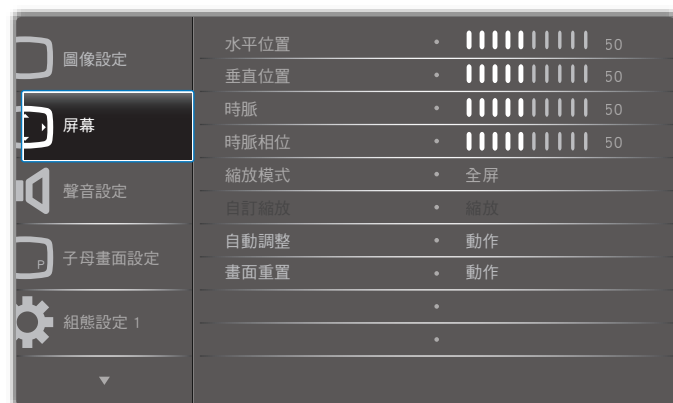 圖像設定
屏幕
聲音設定
P
子母畫面設定
組態設定 1
水平位置 • 50
垂直位置 • 50
時脈 • 50
時脈相位 • 50
縮放模式 • 全屏
自訂縮放 • 縮放
自動調整 • 動作
畫面重置 • 動作
•
•